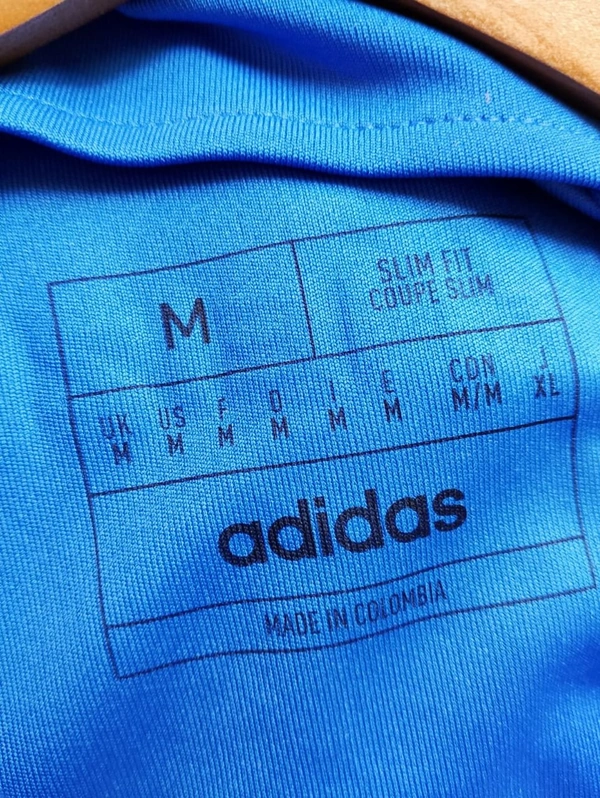 M
SLIM FIT
COUPE SLIM
UK US F D I E CDN J
M M M M M M M/M XL
adidas
MADE IN COLOMBIA